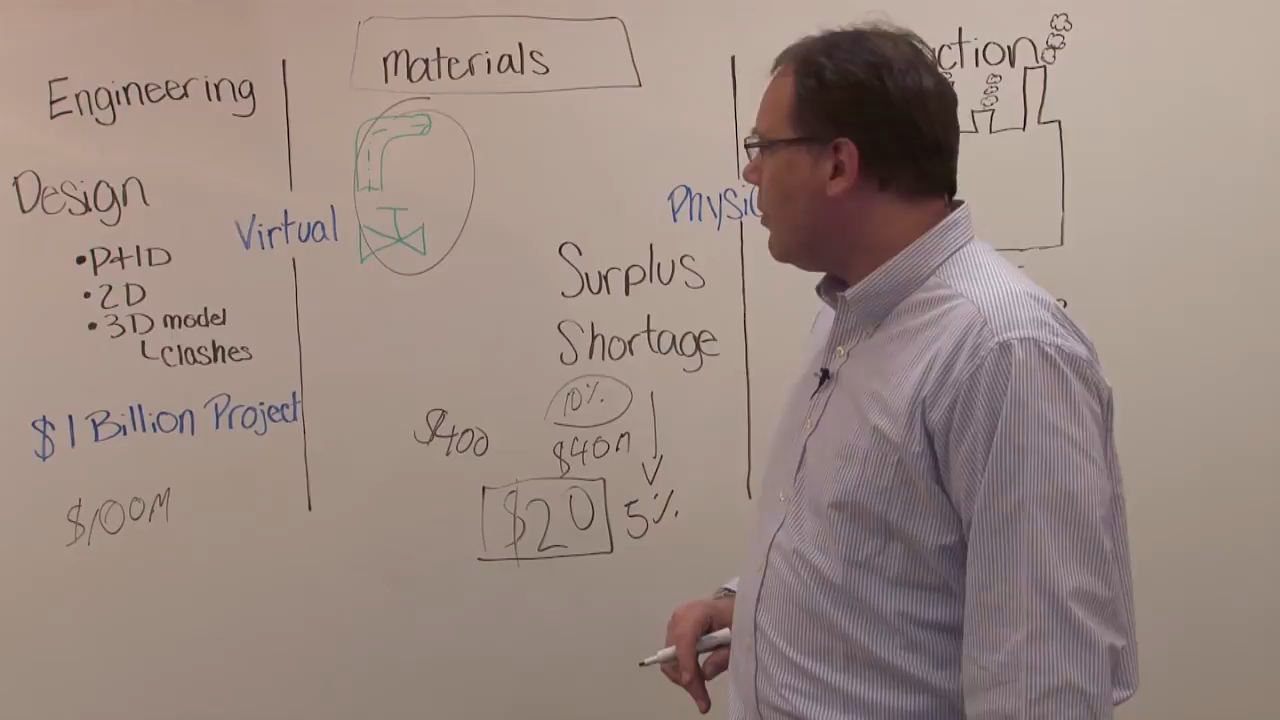 Engineering
Design
•P+ID
•2D
•3D model
clashes
$1 Billion Project
$100M
Virtual
Materials
Surplus
Shortage
10%
$400
$40M
$20
5%
Physic
ction